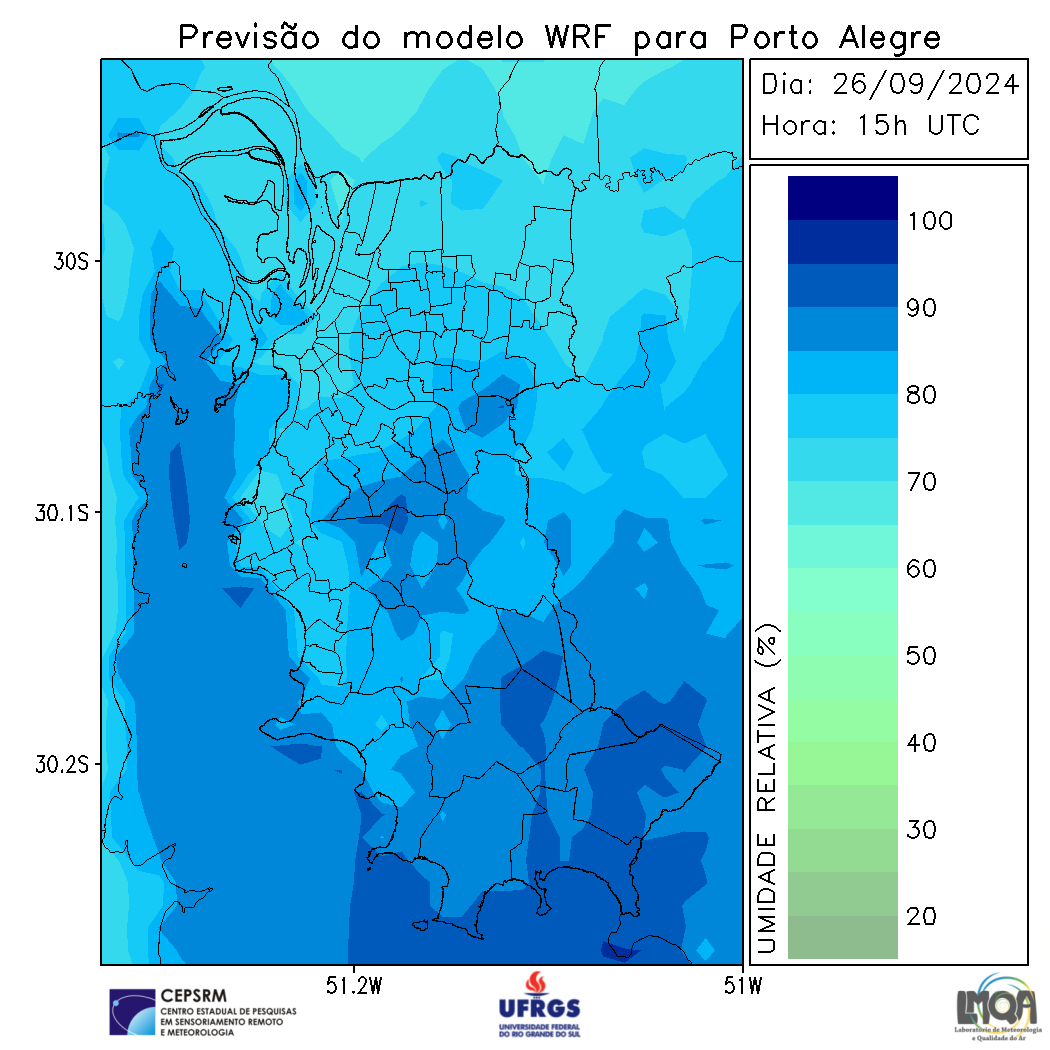 Previsão do modelo WRF para Porto Alegre
Dia: 26/09/2024
Hora: 15h UTC
30S
30.1S
30.2S
51.2W
51W
100
90
80
70
60
50
40
30
20
UMIDADE RELATIVA (%)
CEPSRM
CENTRO ESTADUAL DE PESQUISAS
EM SENSORIAMENTO REMOTO
E METEOROLOGIA
UFRGS
UNIVERSIDADE FEDERAL
DO RIO GRANDE DO SUL
LMQA
Laboratório de Meteorologia
e Qualidade do Ar